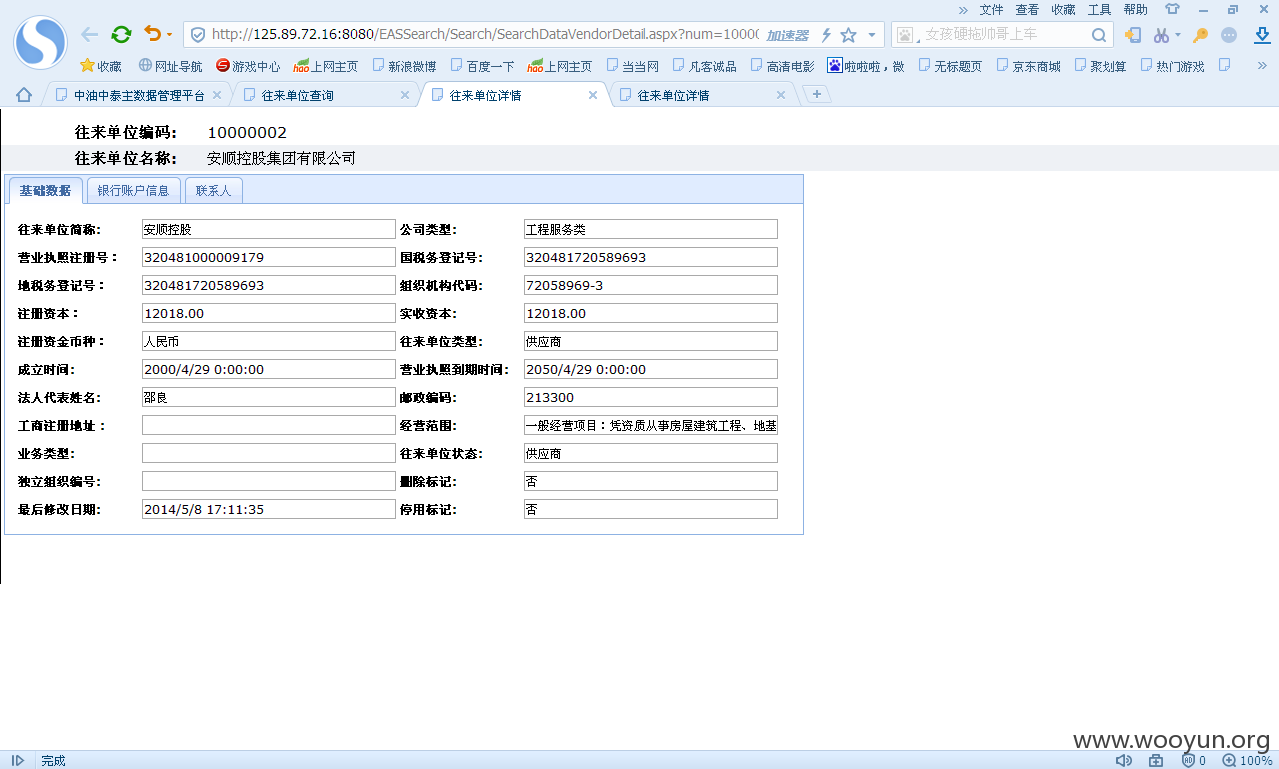 » 文件 查看 收藏 工具 帮助
http://125.89.72.16:8080/EASSearch/Search/SearchDataVendorDetail.aspx?num=1000 加速器 女孩硬拖帅哥上车
收藏 网址导航 游戏中心 hao上网主页 新浪微博 百度一下 hao上网主页 当当网 凡客诚品 高清电影 啦啦啦，微 无标题页 京东商城 聚划算 热门游戏 »
中油中泰主数据管理平台 往来单位查询 往来单位详情 往来单位详情
往来单位编码: 10000002
往来单位名称: 安顺控股集团有限公司
基础数据 银行账户信息 联系人
往来单位简称: 安顺控股 公司类型: 工程服务类
营业执照注册号： 320481000009179 国税务登记号: 320481720589693
地税务登记号： 320481720589693 组织机构代码: 72058969-3
注册资本： 12018.00 实收资本: 12018.00
注册资金币种： 人民币 往来单位类型: 供应商
成立时间: 2000/4/29 0:00:00 营业执照到期时间: 2050/4/29 0:00:00
法人代表姓名: 邵良 邮政编码: 213300
工商注册地址： 经营范围: 一般经营项目：凭资质从事房屋建筑工程、地基
业务类型: 往来单位状态: 供应商
独立组织编号: 删除标记: 否
最后修改日期: 2014/5/8 17:11:35 停用标记: 否
www.wooyun.org
完成 0 100%